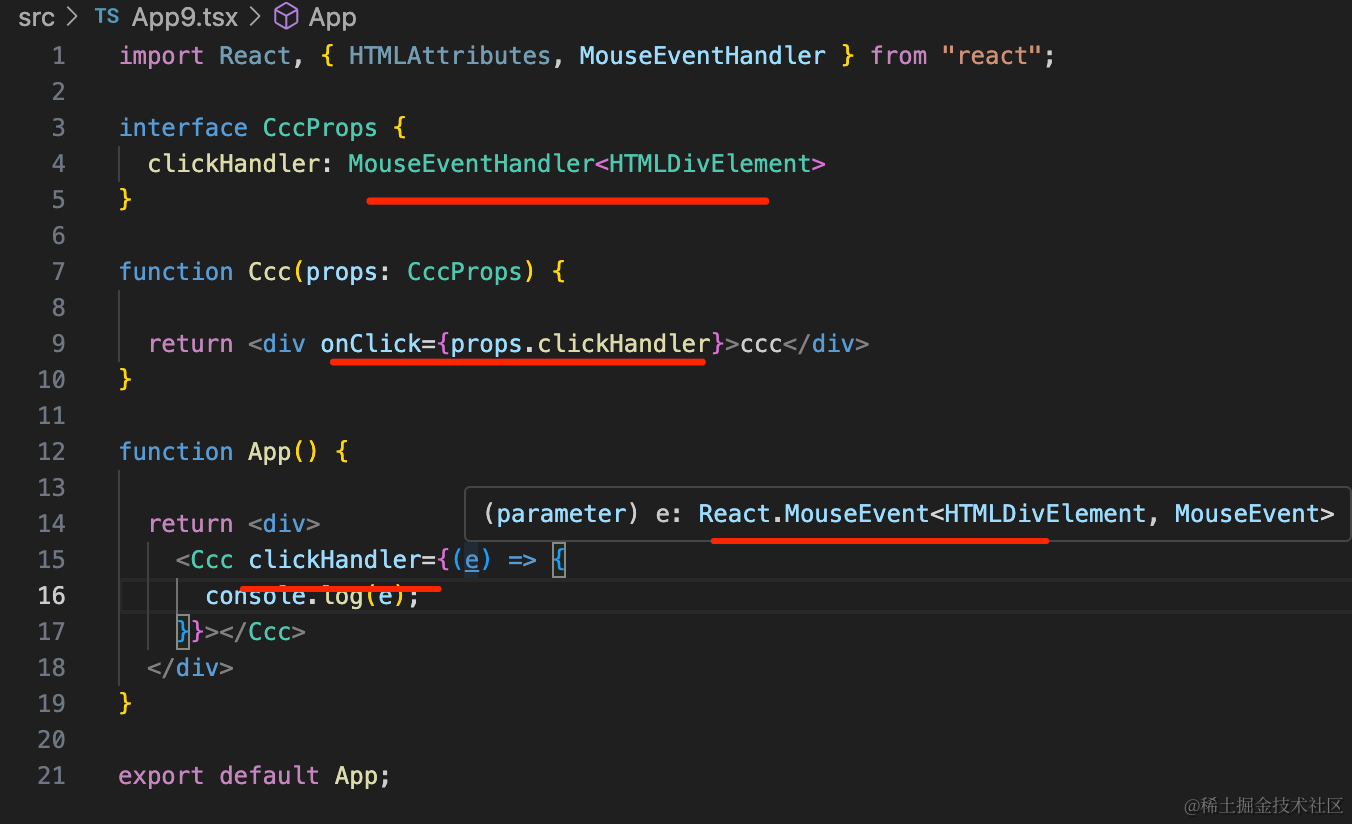 src > TS App9.tsx > App
1 import React, { HTMLAttributes, MouseEventHandler } from "react";
2
3 interface CccProps {
4   clickHandler: MouseEventHandler<HTMLDivElement>
5 }
6
7 function Ccc(props: CccProps) {
8
9   return <div onClick={props.clickHandler}>ccc</div>
10 }
11
12 function App() {
13
(parameter) e: React.MouseEvent<HTMLDivElement, MouseEvent>
14   return <div>
15     <Ccc clickHandler={(e) => {
16       console.log(e);
17     }}></Ccc>
18   </div>
19 }
20
21 export default App;
@稀土掘金技术社区